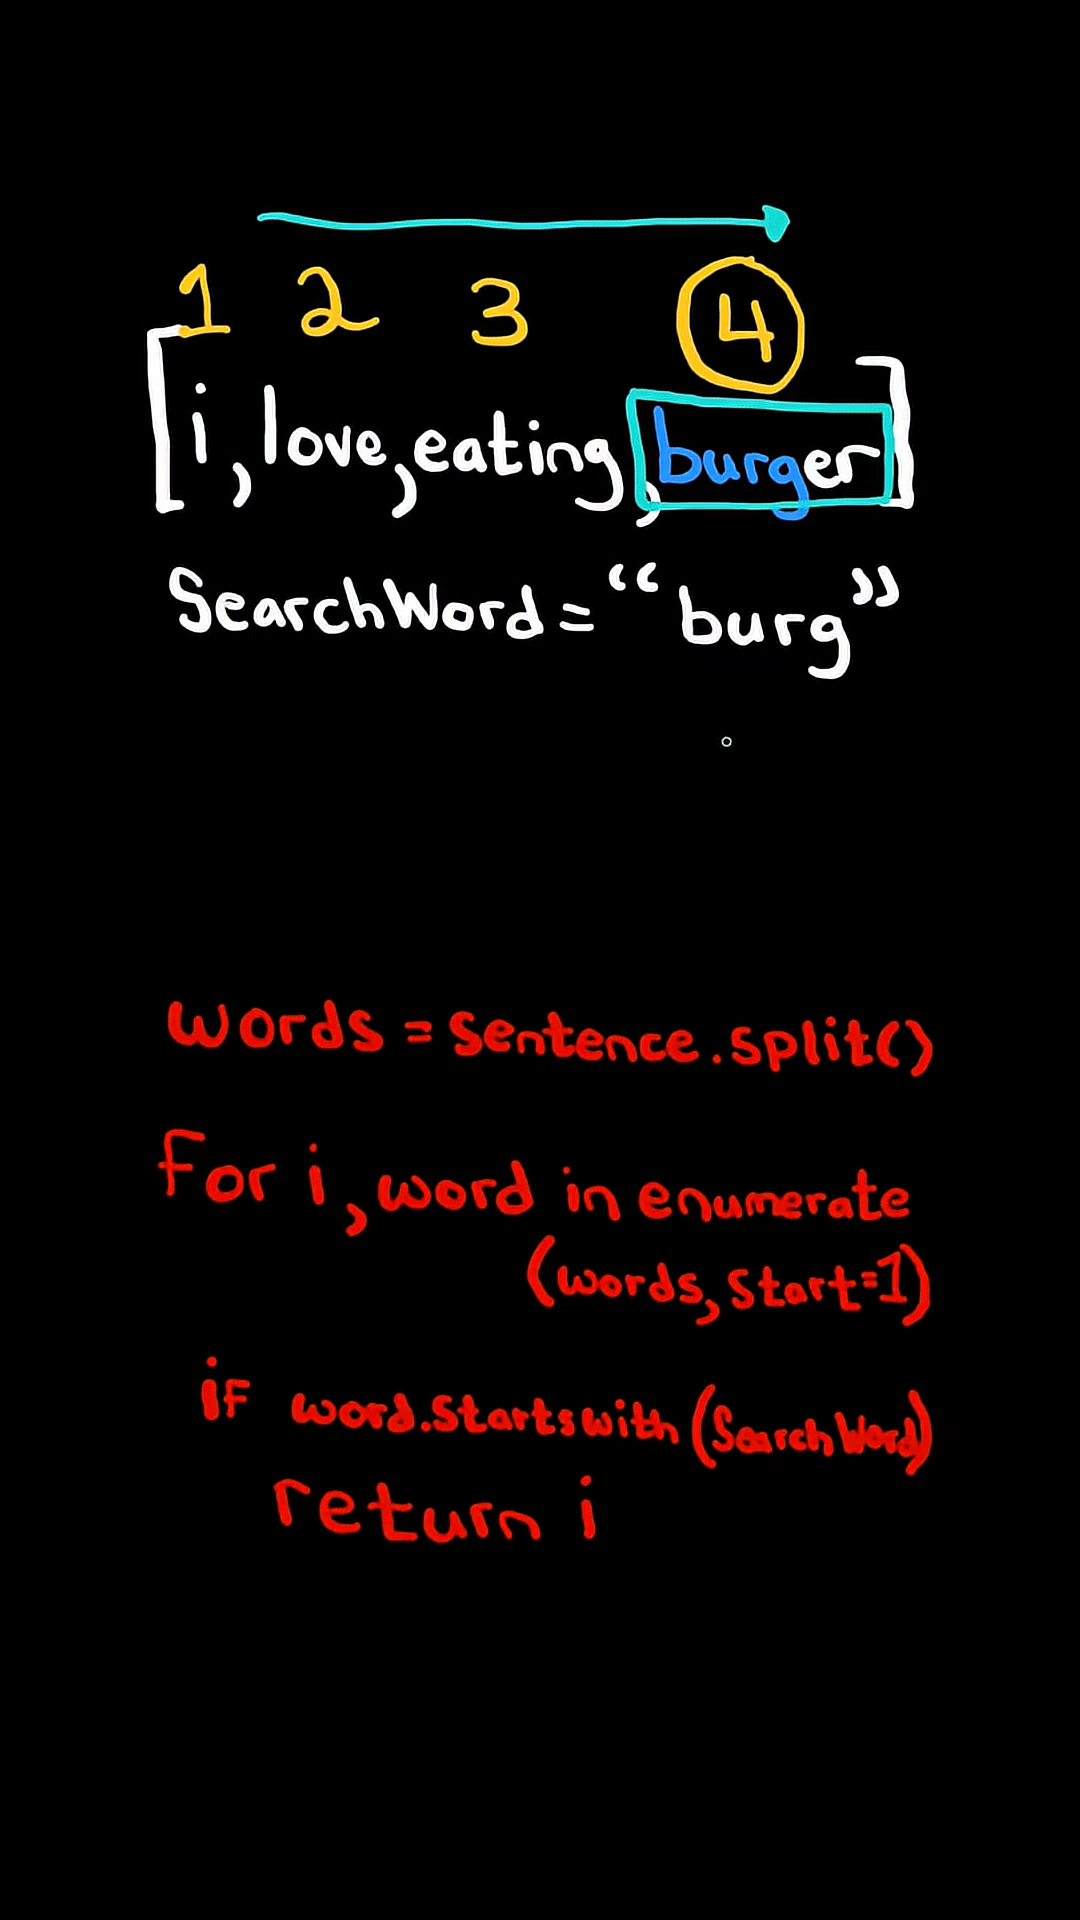 1 2 3 4
[i, love, eating, burger]
SearchWord = “burg”
words = sentence.split()
For i, word in enumerate
(words, start=1)
iF word.startswith(SearchWord)
return i